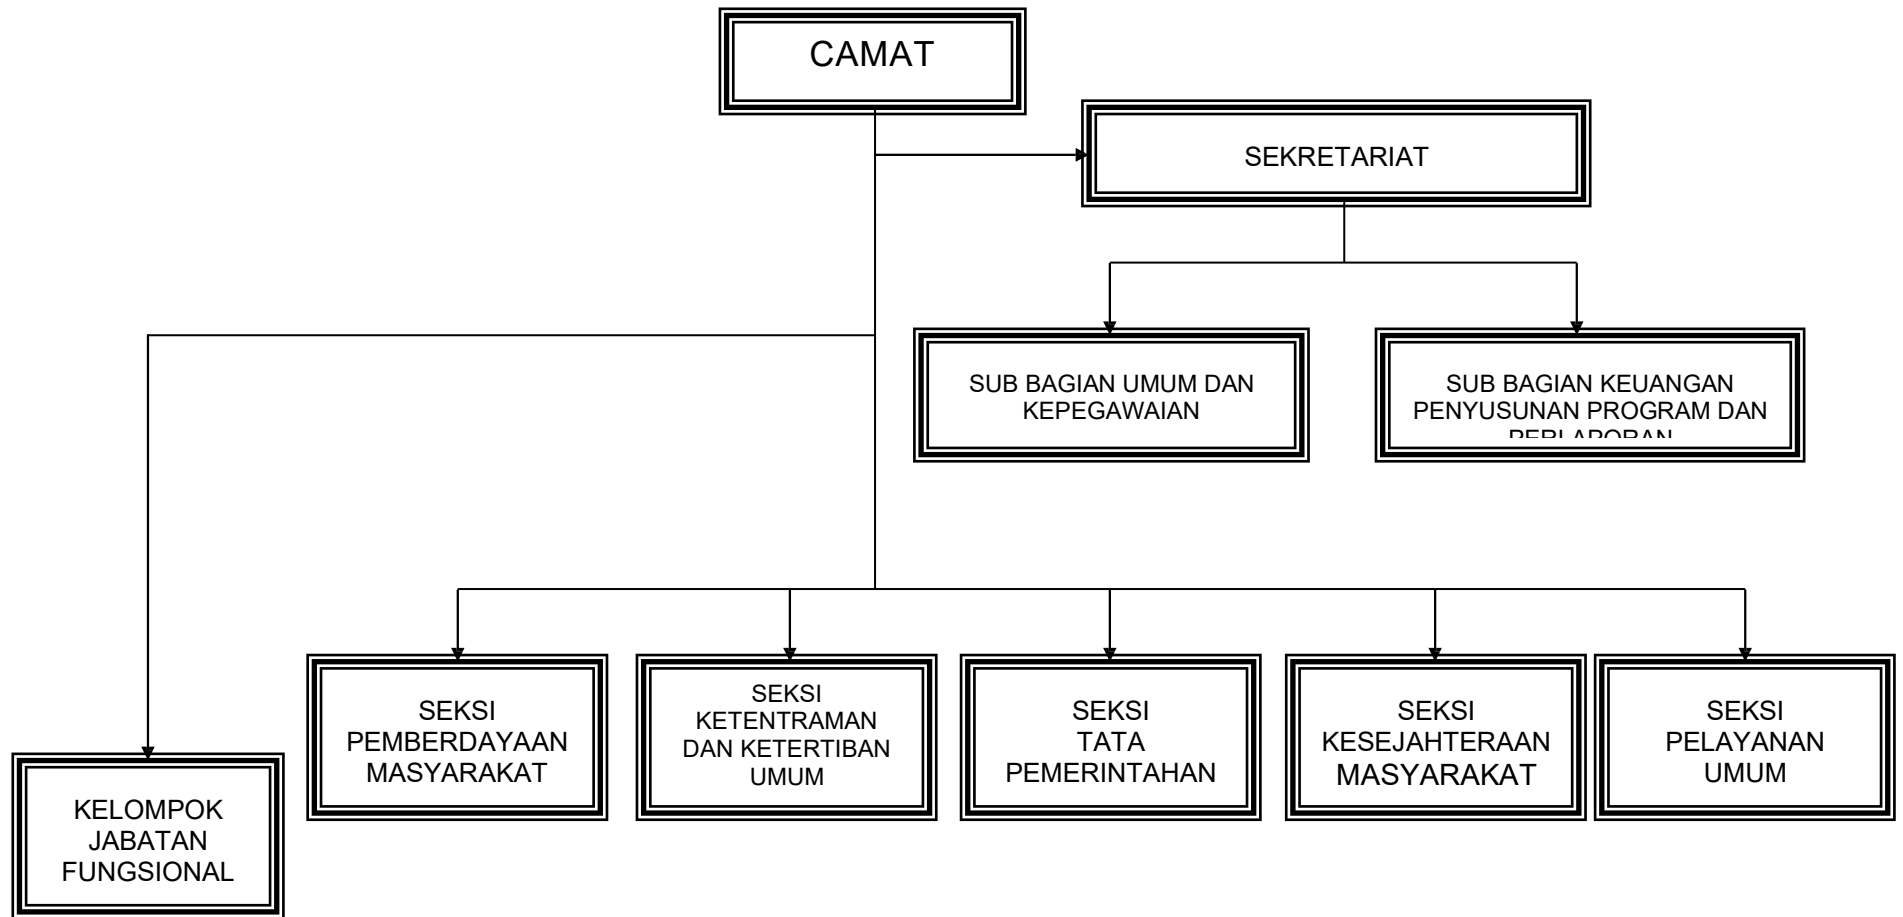 CAMAT
SEKRETARIAT
SUB BAGIAN UMUM DAN
KEPEGAWAIAN
SUB BAGIAN KEUANGAN
PENYUSUNAN PROGRAM DAN
SEKSI
PEMBERDAYAAN
MASYARAKAT
SEKSI
KETENTRAMAN
DAN KETERTIBAN
UMUM
SEKSI
TATA
PEMERINTAHAN
SEKSI
KESEJAHTERAAN
MASYARAKAT
SEKSI
PELAYANAN
UMUM
KELOMPOK
JABATAN
FUNGSIONAL